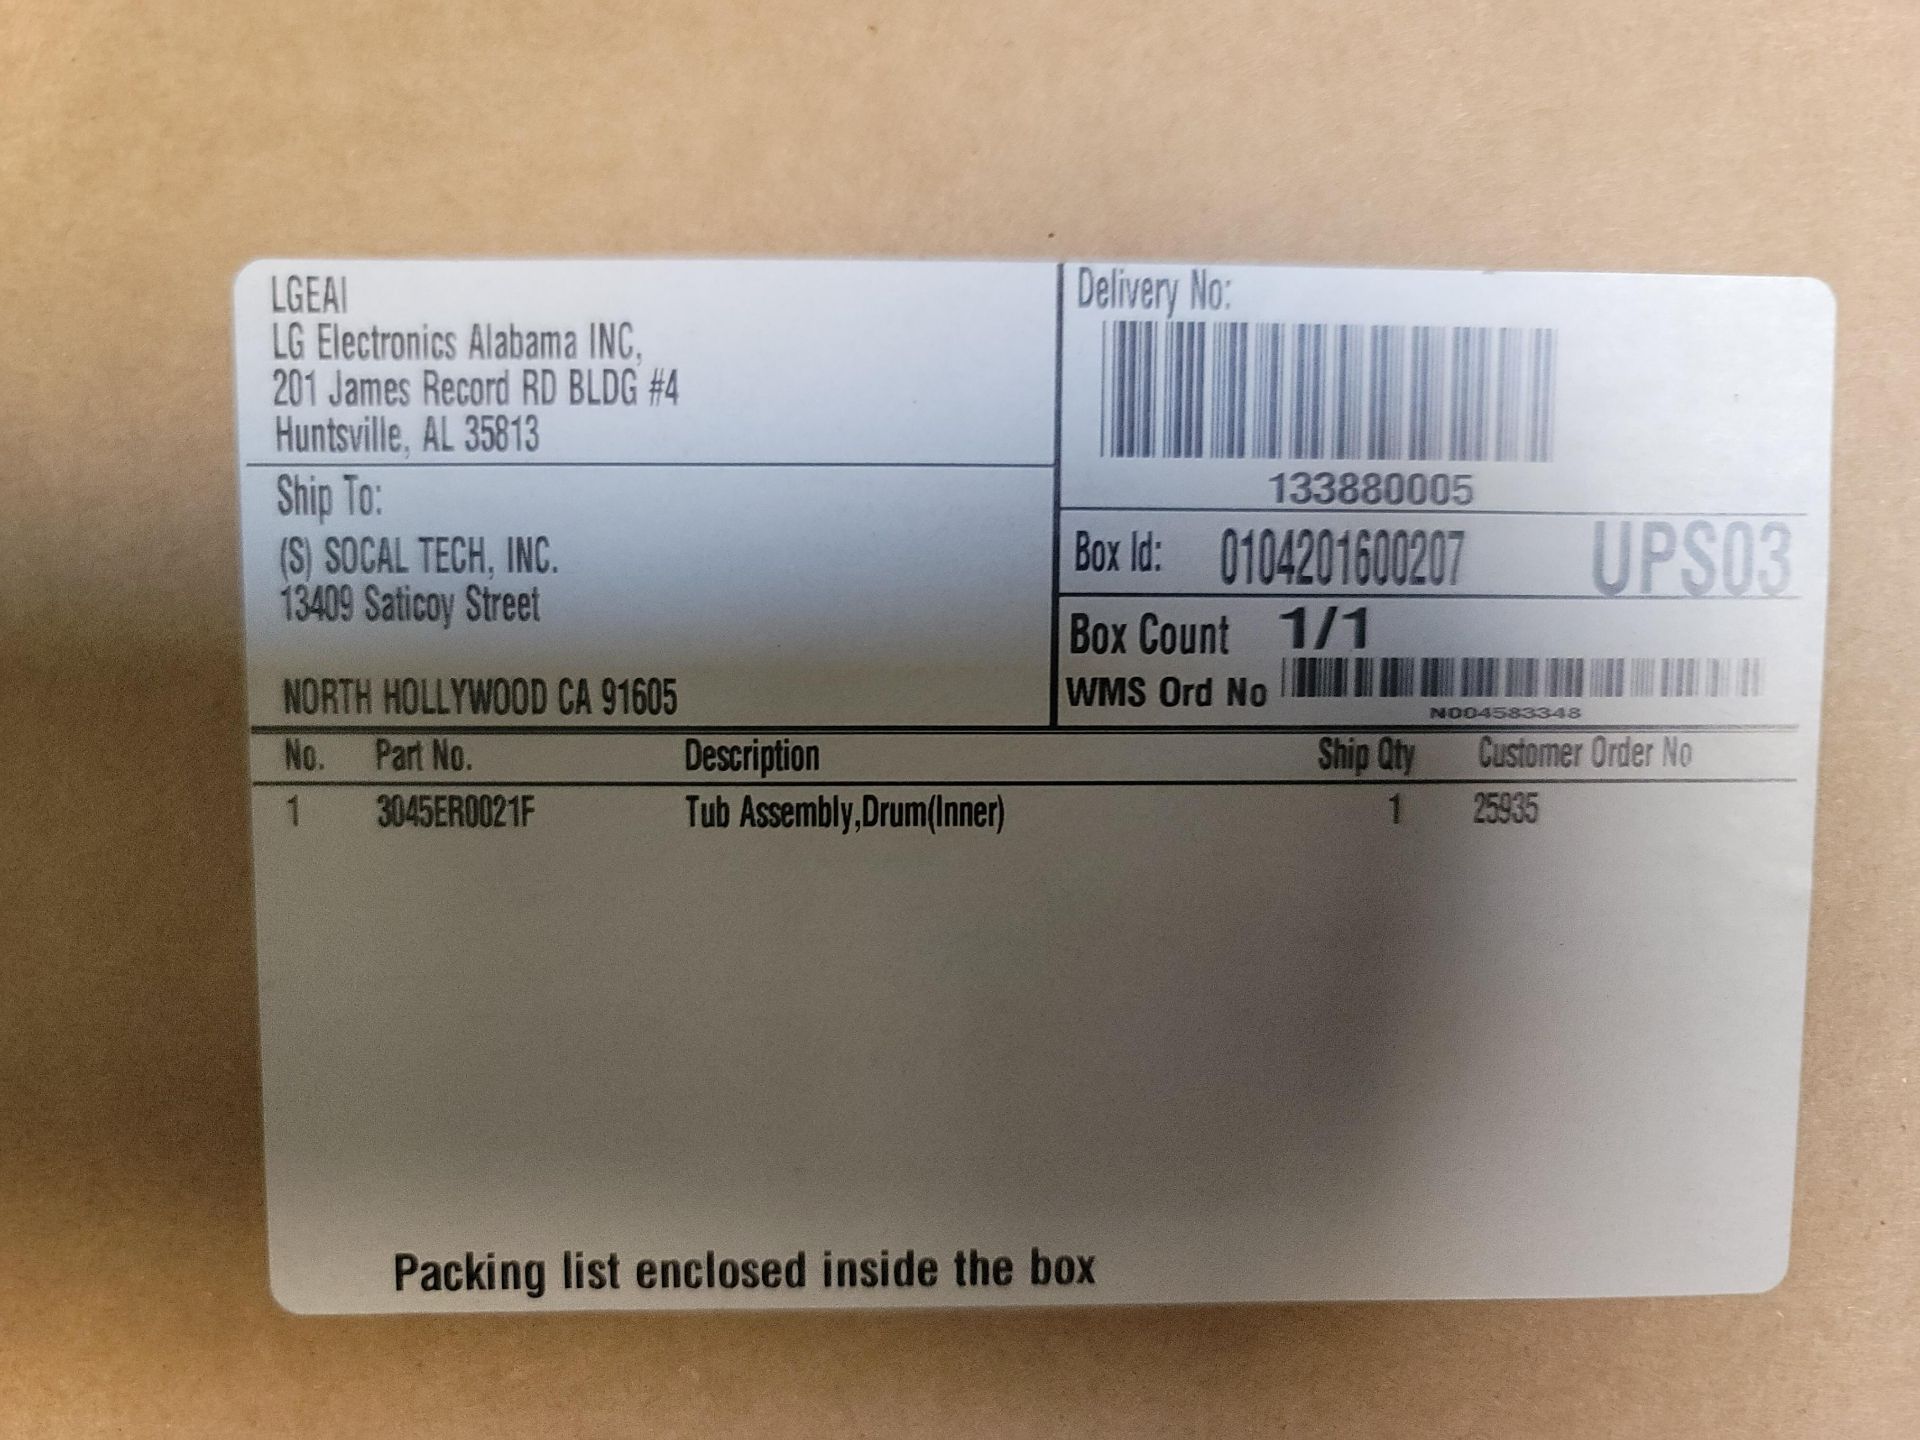 LGEAI
LG Electronics Alabama INC,
201 James Record RD BLDG #4
Huntsville, AL 35813
Ship To:
(S) SOCAL TECH, INC.
13409 Saticoy Street
NORTH HOLLYWOOD CA 91605
Delivery No:
133880005
Box Id: 0104201600207 UPS03
Box Count 1/1
WMS Ord No
N004583348
No. Part No. Description Ship Qty Customer Order No
1 3045ER0021F Tub Assembly,Drum(Inner) 1 25935
Packing list enclosed inside the box